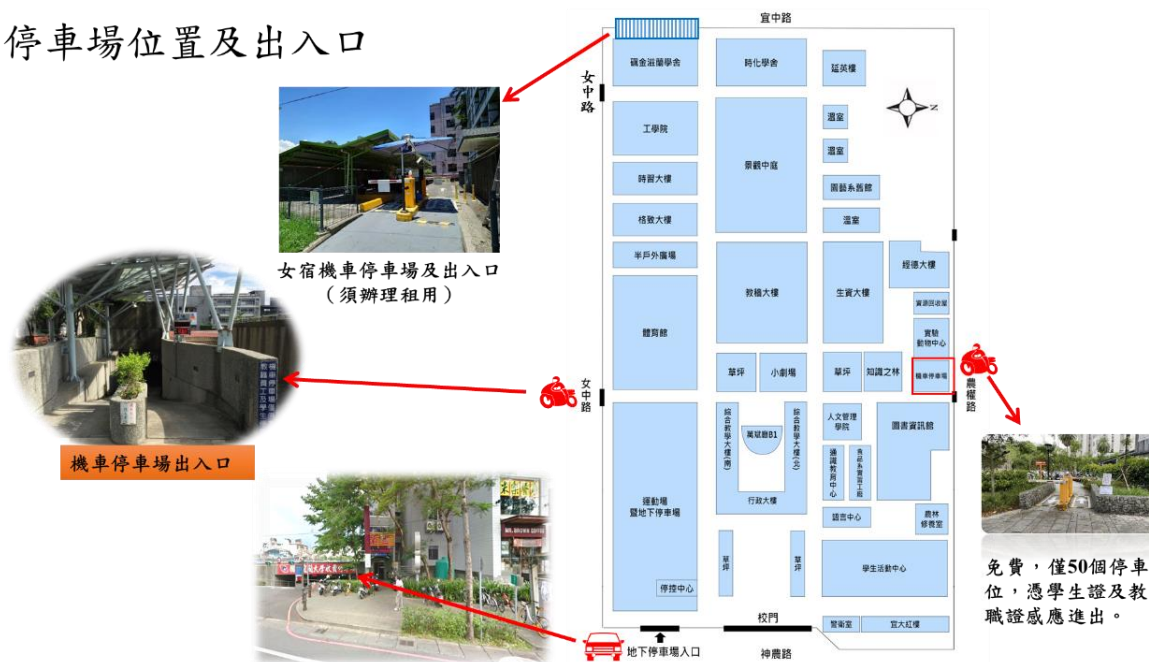 停車場位置及出入口
宜中路
礪金滋蘭學舍
時化學舍
延英樓
女中路
N
工學院
景觀中庭
溫室
溫室
時習大樓
園藝系舊館
格致大樓
溫室
女宿機車停車場及出入口
（須辦理租用）
半戶外廣場
教穡大樓
生資大樓
經德大樓
資源回收屋
體育館
實驗
動物中心
草坪
小劇場
草坪
知識之林
機車停車場
女中路
農權路
機車停車場出入口
綜合教學大樓(南)
萬斌廳B1
綜合教學大樓(北)
人文管理
學院
圖書資訊館
通識教育中心
食品系實習工廠
運動場
暨地下停車場
行政大樓
語言中心
農林
修養室
草坪
草坪
學生活動中心
停控中心
免費，僅50個停車
位，憑學生證及教
職證感應進出。
校門
警衛室
宜大紅樓
地下停車場入口
神農路
MR. BROWN COFFEE